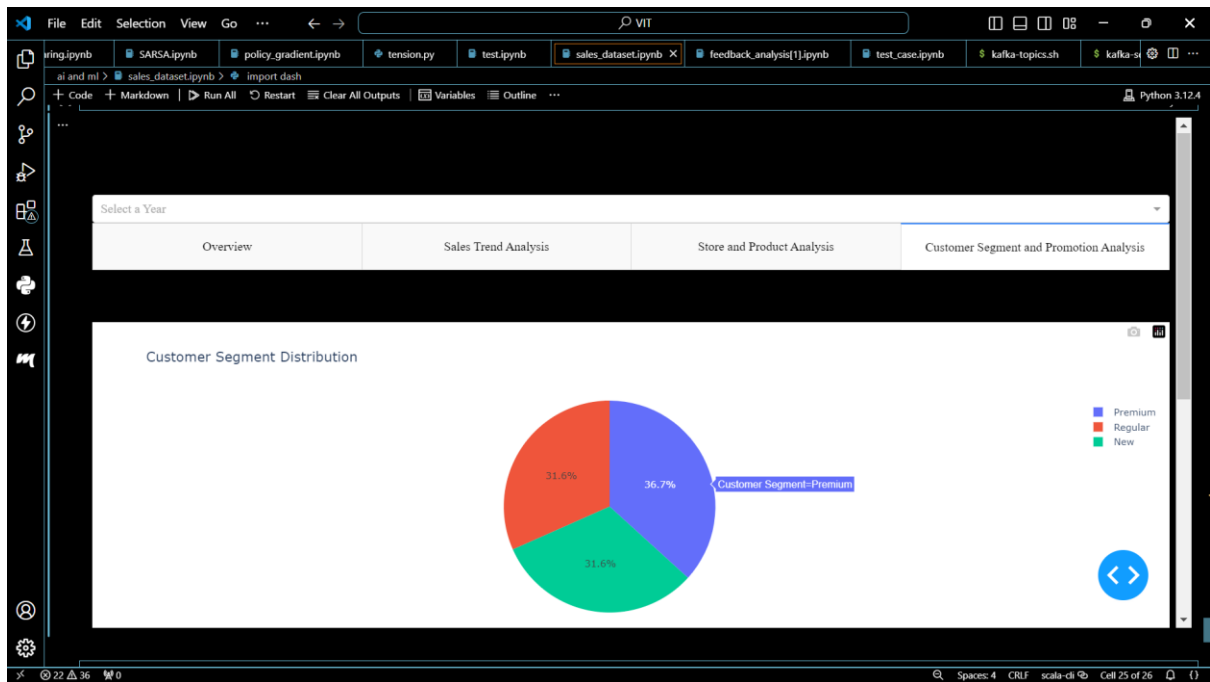 File Edit Selection View Go ··· VIT
aring.ipynb SARSA.ipynb policy_gradient.ipynb tension.py test.ipynb sales_dataset.ipynb feedback_analysis[1].ipynb test_case.ipynb kafka-topics.sh kafka-se
ai and ml > sales_dataset.ipynb > import dash
+ Code + Markdown | Run All Restart Clear All Outputs | Variables Outline ··· Python 3.12.4
...
Select a Year
Overview Sales Trend Analysis Store and Product Analysis Customer Segment and Promotion Analysis
Customer Segment Distribution
Premium
Regular
New
31.6% 36.7% Customer Segment=Premium
31.6%
22 36 0 Spaces: 4 CRLF scala-cli Cell 25 of 26 {}